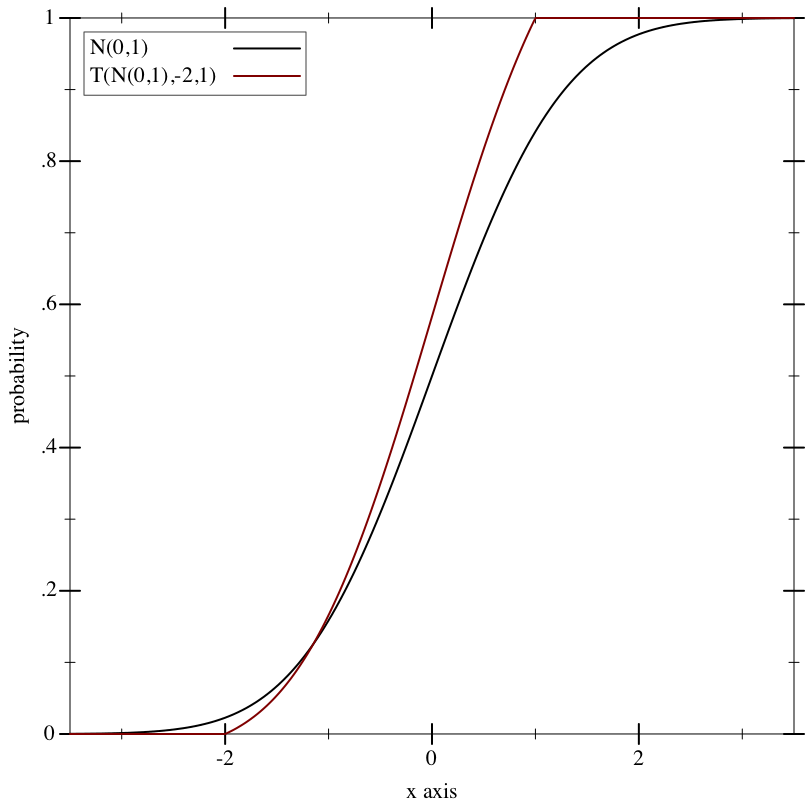 1
N(0,1)
T(N(0,1),-2,1)
.8
.6
probability
.4
.2
0
-2
0
2
x axis